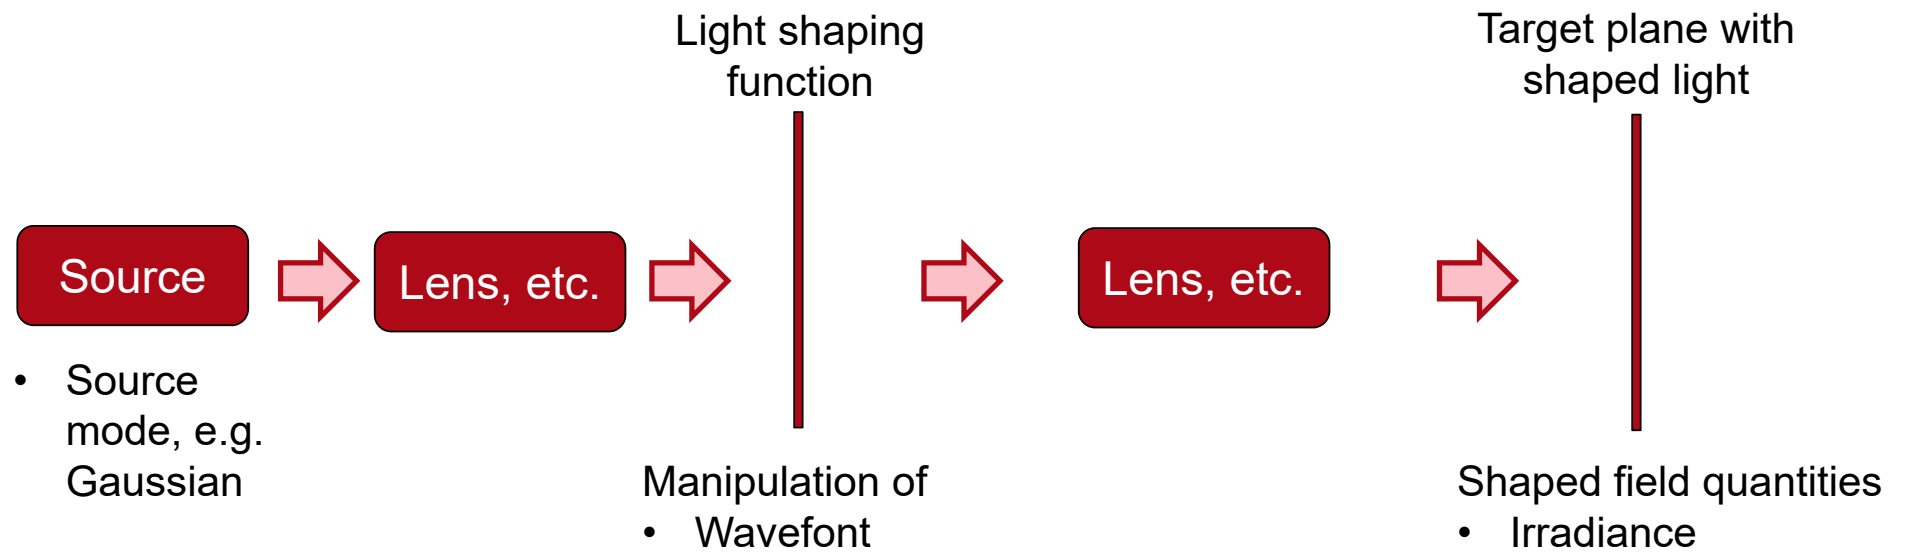 Light shaping
function
Target plane with
shaped light
Source
Lens, etc.
Lens, etc.
• Source
mode, e.g.
Gaussian
Manipulation of
• Wavefont
Shaped field quantities
• Irradiance